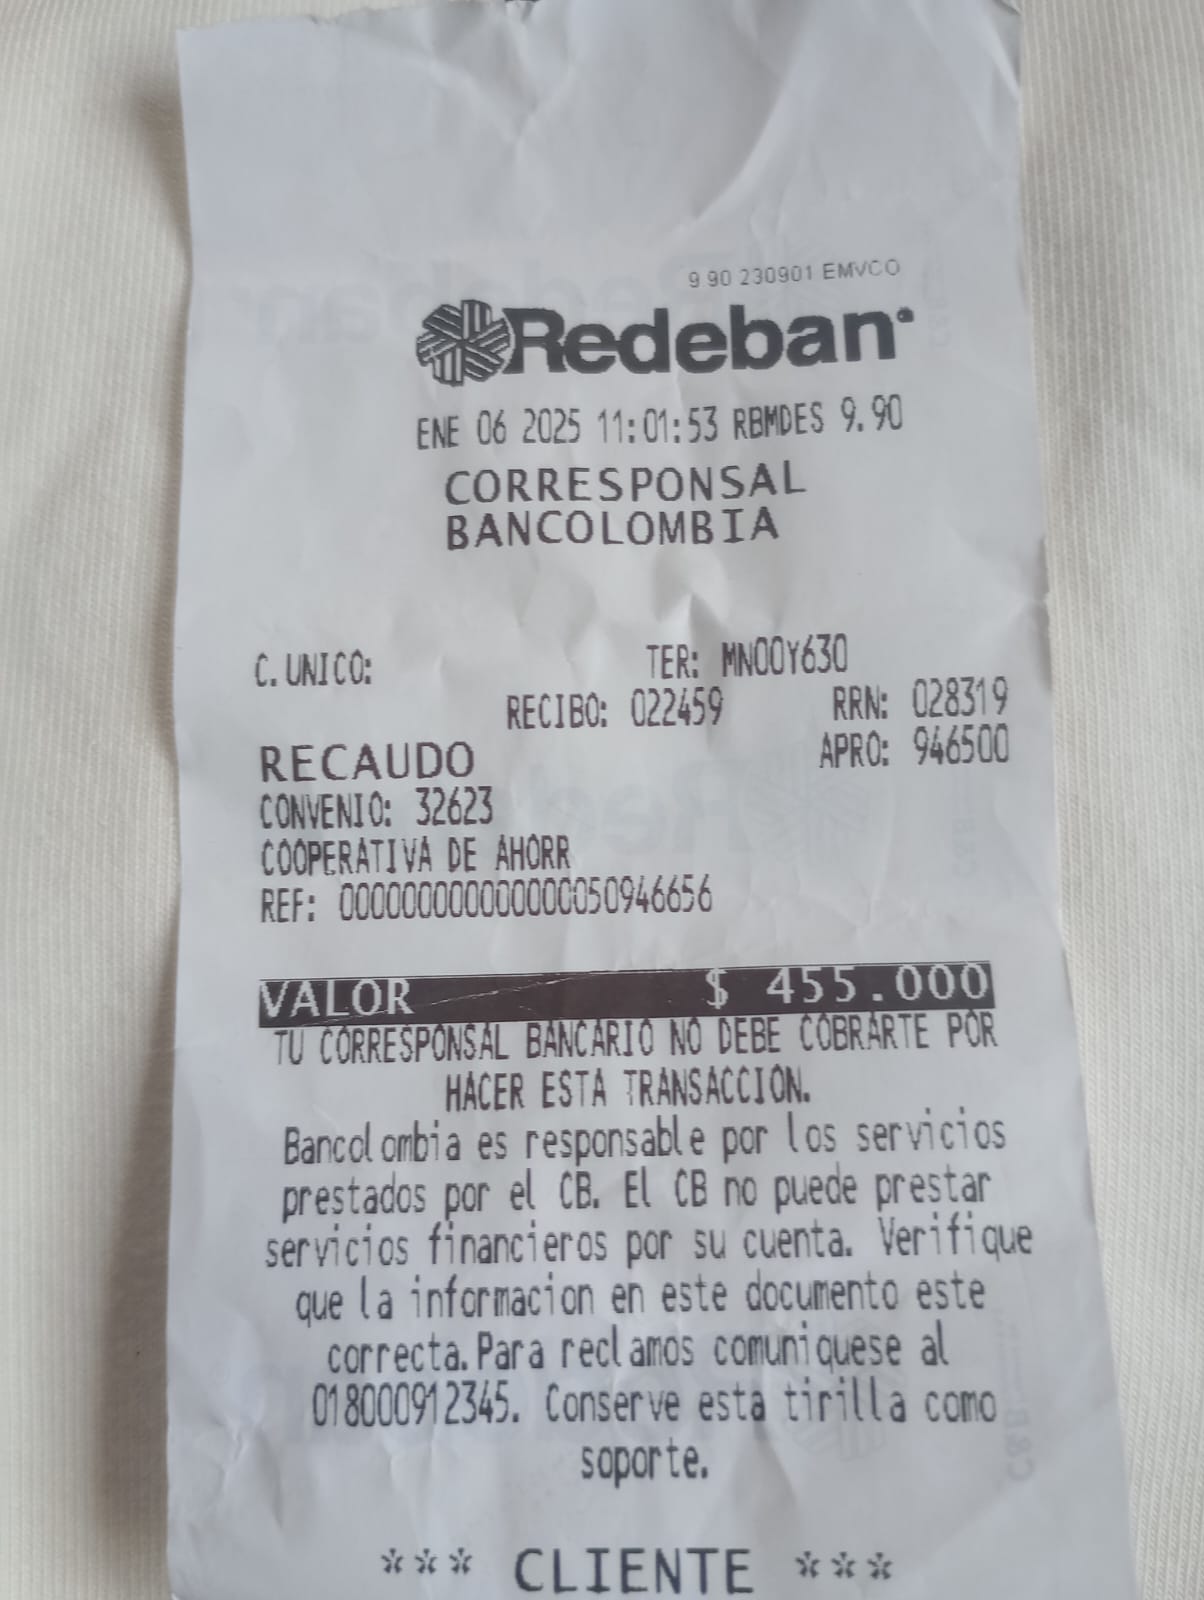 9 90 230901 EMVCO
Redeban
ENE 06 2025 11:01:53 RBMDES 9.90
CORRESPONSAL
BANCOLOMBIA
C. UNICO: TER: MN00Y630
RECIBO: 022459 RRN: 028319
RECAUDO APRO: 946500
CONVENIO: 32623
COOPERATIVA DE AHORR
REF: 0000000000000000050946656
VALOR $ 455.000
TU CORRESPONSAL BANCARIO NO DEBE COBRARTE POR
HACER ESTA TRANSACCION.
Bancolombia es responsable por los servicios
prestados por el CB. El CB no puede prestar
servicios financieros por su cuenta. Verifique
que la informacion en este documento este
correcta. Para reclamos comuniquese al
018000912345. Conserve esta tirilla como
soporte.
*** CLIENTE ***